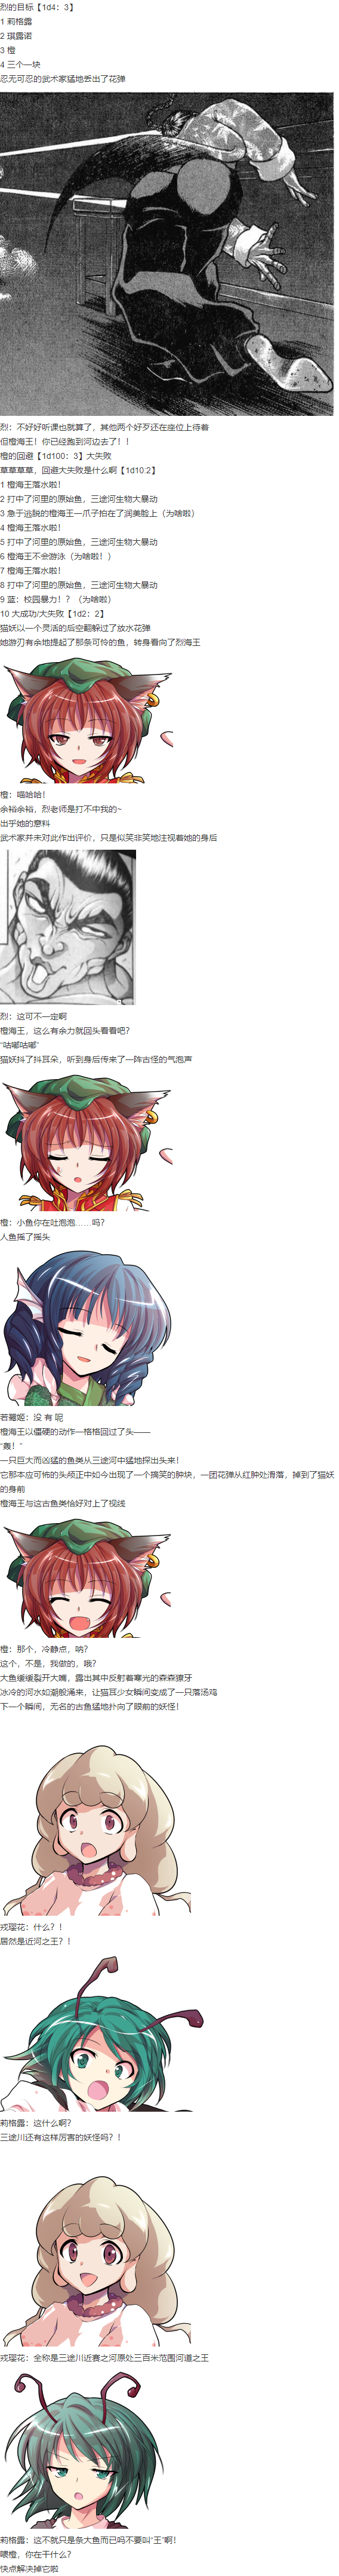 烈的目标【1d4：3】
1 莉格露
2 琪露诺
3 橙
4 三个一块
忍无可忍的武术家猛地丢出了花弹
烈：不好好听课也就算了，其他两个好歹还在座位上待着
但橙海王！你已经跑到河边去了！！
橙的回避【1d100：3】大失败
草草草草，回避大失败是什么啊【1d10:2】
1 橙海王落水啦！
2 打中了河里的原始鱼，三途河生物大暴动
3 急于逃脱的橙海王一爪子拍在了润美脸上（为啥啦）
4 橙海王落水啦！
5 打中了河里的原始鱼，三途河生物大暴动
6 橙海王不会游泳（为啥啦！）
7 橙海王落水啦！
8 打中了河里的原始鱼，三途河生物大暴动
9 蓝：校园暴力！？（为啥啦）
10 大成功/大失败【1d2：2】
猫妖以一个灵活的后空翻躲过了放水花弹
她游刃有余地提起了那条可怜的鱼，转身看向了烈海王
橙：喵哈哈！
余裕余裕，烈老师是打不中我的~
出乎她的意料
武术家并未对此作出评价，只是似笑非笑地注视着她的身后
烈：这可不一定啊
橙海王，这么有余力就回头看看吧？
“咕嘟咕嘟”
猫妖抖了抖耳朵，听到身后传来了一阵古怪的气泡声
橙：小鱼你在吐泡泡……吗？
人鱼摇了摇头
若鹭姬：没 有 呢
橙海王以僵硬的动作一格格回过了头——
“轰！”
一只巨大而凶猛的鱼类从三途河中猛地探出头来！
它那本应可怖的头颅正中如今出现了一个搞笑的肿块，一团花弹从红肿处滑落，掉到了猫妖
的身前
橙海王与这古鱼类恰好对上了视线
橙：那个，冷静点，呐？
这个，不是，我做的，哦？
大鱼缓缓裂开大嘴，露出其中反射着寒光的森森獠牙
冰冷的河水如潮般涌来，让猫耳少女瞬间变成了一只落汤鸡
下一个瞬间，无名的古鱼猛地扑向了眼前的妖怪！
戎璎花：什么？！
居然是近河之王？！
莉格露：这什么啊？
三途川还有这样厉害的妖怪吗？！
戎璎花：全称是三途川近赛之河原处三百米范围河道之王
莉格露：这不就只是条大鱼而已吗不要叫“王”啊！
喂橙，你在干什么？
快点解决掉它啦